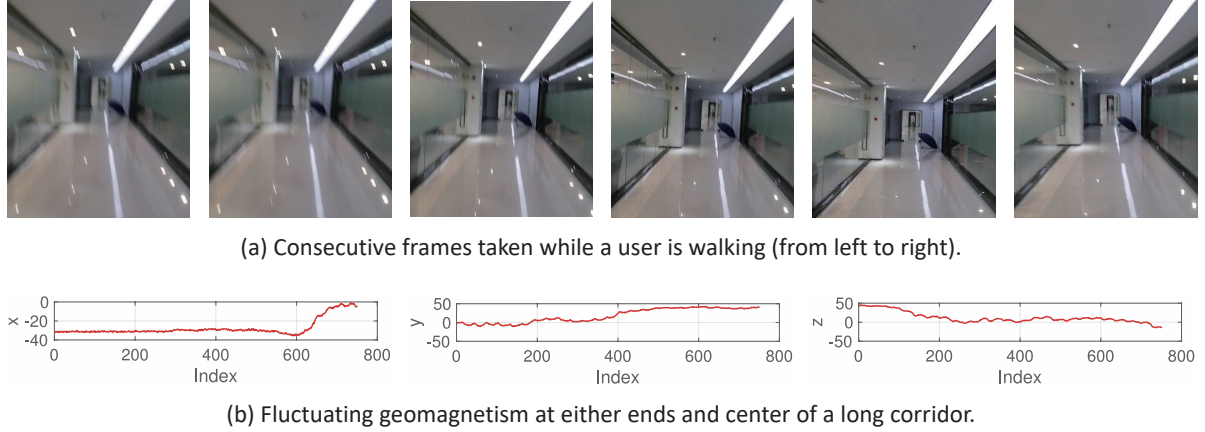 (a) Consecutive frames taken while a user is walking (from left to right).
0
-20
-40
x
0 200 400 600 800
Index
50
0
-50
y
0 200 400 600 800
Index
50
0
-50
z
0 200 400 600 800
Index
(b) Fluctuating geomagnetism at either ends and center of a long corridor.